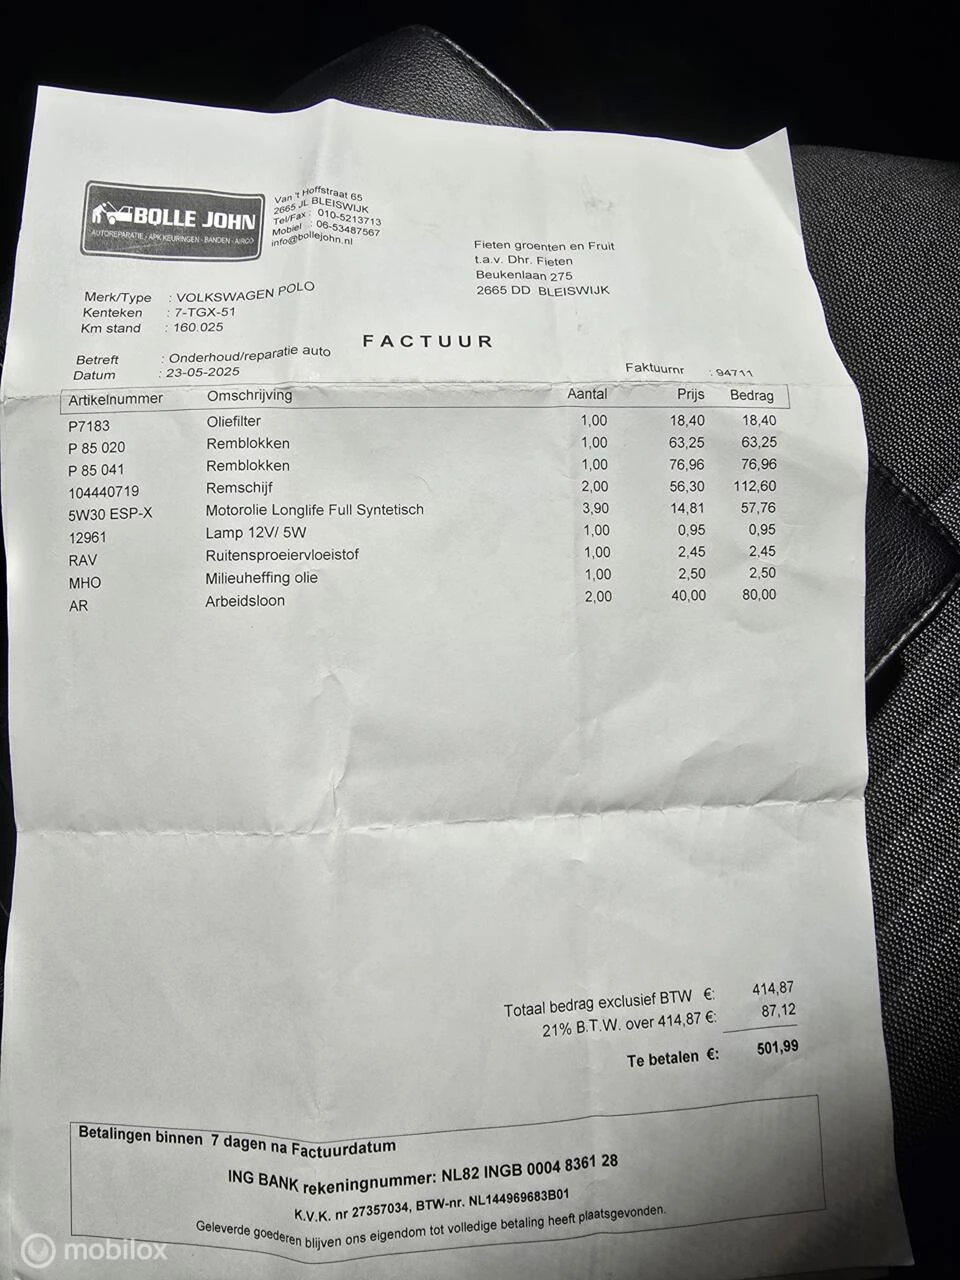 BOLLE JOHN
AUTOREPARATIE - APK KEURINGEN - BANDEN - AIRCO
Van 't Hoffstraat 65
2665 JL BLEISWIJK
Tel/Fax : 010-5213713
Mobiel : 06-53487567
info@bollejohn.nl
Fieten groenten en Fruit
t.a.v. Dhr. Fieten
Beukenlaan 275
2665 DD BLEISWIJK
Merk/Type : VOLKSWAGEN POLO
Kenteken : 7-TGX-51
Km stand : 160.025
FACTUUR
Betreft : Onderhoud/reparatie auto
Datum : 23-05-2025
Faktuurnr : 94711
Artikelnummer Omschrijving Aantal Prijs Bedrag
P7183 Oliefilter 1,00 18,40 18,40
P 85 020 Remblokken 1,00 63,25 63,25
P 85 041 Remblokken 1,00 76,96 76,96
104440719 Remschijf 2,00 56,30 112,60
5W30 ESP-X Motorolie Longlife Full Syntetisch 3,90 14,81 57,76
12961 Lamp 12V/ 5W 1,00 0,95 0,95
RAV Ruitensproeiervloeistof 1,00 2,45 2,45
MHO Milieuheffing olie 1,00 2,50 2,50
AR Arbeidsloon 2,00 40,00 80,00
Totaal bedrag exclusief BTW €: 414,87
21% B.T.W. over 414,87 €: 87,12
Te betalen €: 501,99
Betalingen binnen 7 dagen na Factuurdatum
ING BANK rekeningnummer: NL82 INGB 0004 8361 28
K.V.K. nr 27357034, BTW-nr. NL144969683B01
Geleverde goederen blijven ons eigendom tot volledige betaling heeft plaatsgevonden.
mobilox